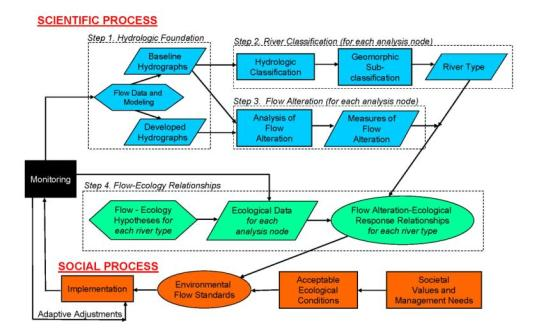 SCIENTIFIC PROCESS
Step 1. Hydrologic Foundation
Baseline
Hydrographs
Flow Data and
Modeling
Developed
Hydrographs
Step 2. River Classification (for each analysis node)
Hydrologic
Classification
Geomorphic
Sub-
classification
River Type
Step 3. Flow Alteration (for each analysis node)
Analysis of
Flow
Alteration
Measures of
Flow
Alteration
Monitoring
Step 4. Flow-Ecology Relationships
Flow - Ecology
Hypotheses for
each river type
Ecological Data
for each
analysis node
Flow Alteration-Ecological
Response Relationships
for each river type
SOCIAL PROCESS
Implementation
Environmental
Flow Standards
Acceptable
Ecological
Conditions
Societal
Values and
Management Needs
Adaptive Adjustments